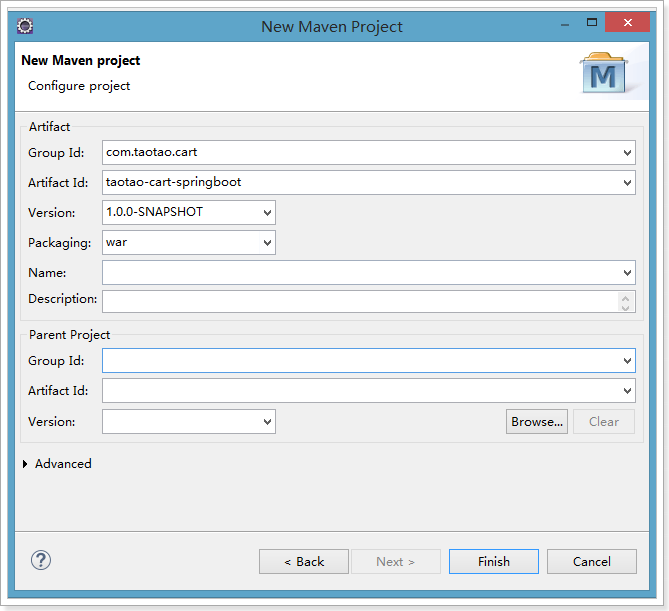 New Maven Project
New Maven project
Configure project
M
Artifact
Group Id: com.taotao.cart
Artifact Id: taotao-cart-springboot
Version: 1.0.0-SNAPSHOT
Packaging: war
Name:
Description:
Parent Project
Group Id:
Artifact Id:
Version: Browse... Clear
Advanced
? < Back Next > Finish Cancel